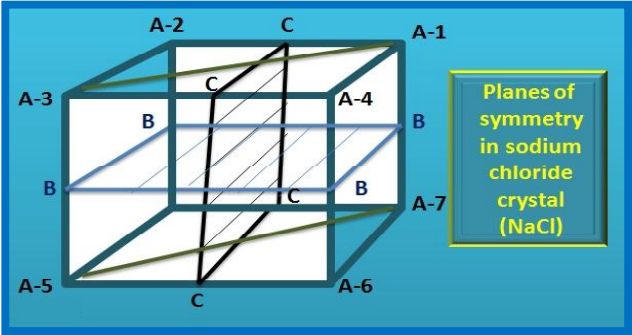 A-2
C
A-1
C
A-3
A-4
B
B
B
B
C
A-7
A-5
C
A-6
Planes of
symmetry
in sodium
chloride
crystal
(NaCl)